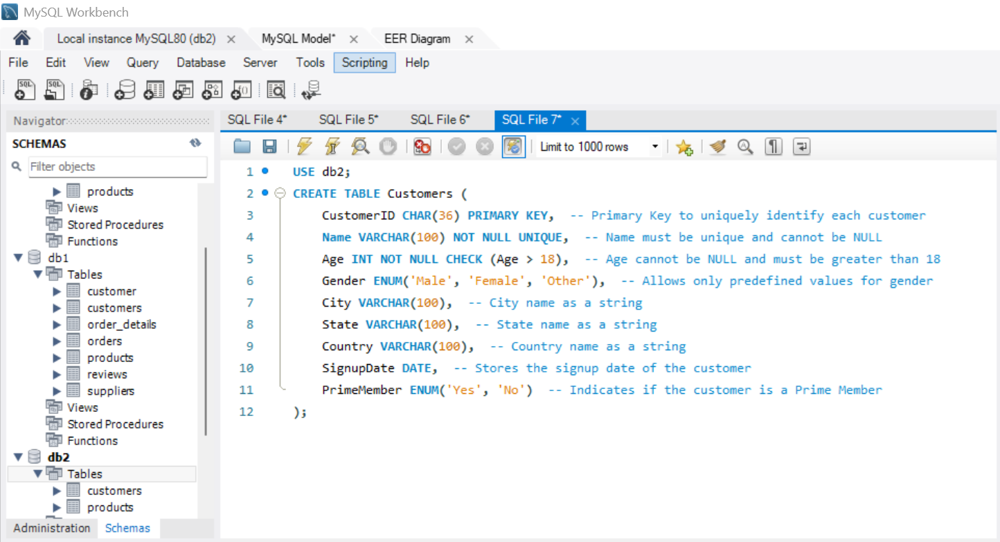 MySQL Workbench
Local instance MySQL80 (db2)
MySQL Model*
EER Diagram
File Edit View Query Database Server Tools Scripting Help
Navigator
SCHEMAS
Filter objects
products
Views
Stored Procedures
Functions
db1
Tables
customer
customers
order_details
orders
products
reviews
suppliers
Views
Stored Procedures
Functions
db2
Tables
customers
products
Administration Schemas
SQL File 4* SQL File 5* SQL File 6* SQL File 7*
Limit to 1000 rows
1 USE db2;
2 CREATE TABLE Customers (
3 CustomerID CHAR(36) PRIMARY KEY, -- Primary Key to uniquely identify each customer
4 Name VARCHAR(100) NOT NULL UNIQUE, -- Name must be unique and cannot be NULL
5 Age INT NOT NULL CHECK (Age > 18), -- Age cannot be NULL and must be greater than 18
6 Gender ENUM('Male', 'Female', 'Other'), -- Allows only predefined values for gender
7 City VARCHAR(100), -- City name as a string
8 State VARCHAR(100), -- State name as a string
9 Country VARCHAR(100), -- Country name as a string
10 SignupDate DATE, -- Stores the signup date of the customer
11 PrimeMember ENUM('Yes', 'No') -- Indicates if the customer is a Prime Member
12 );